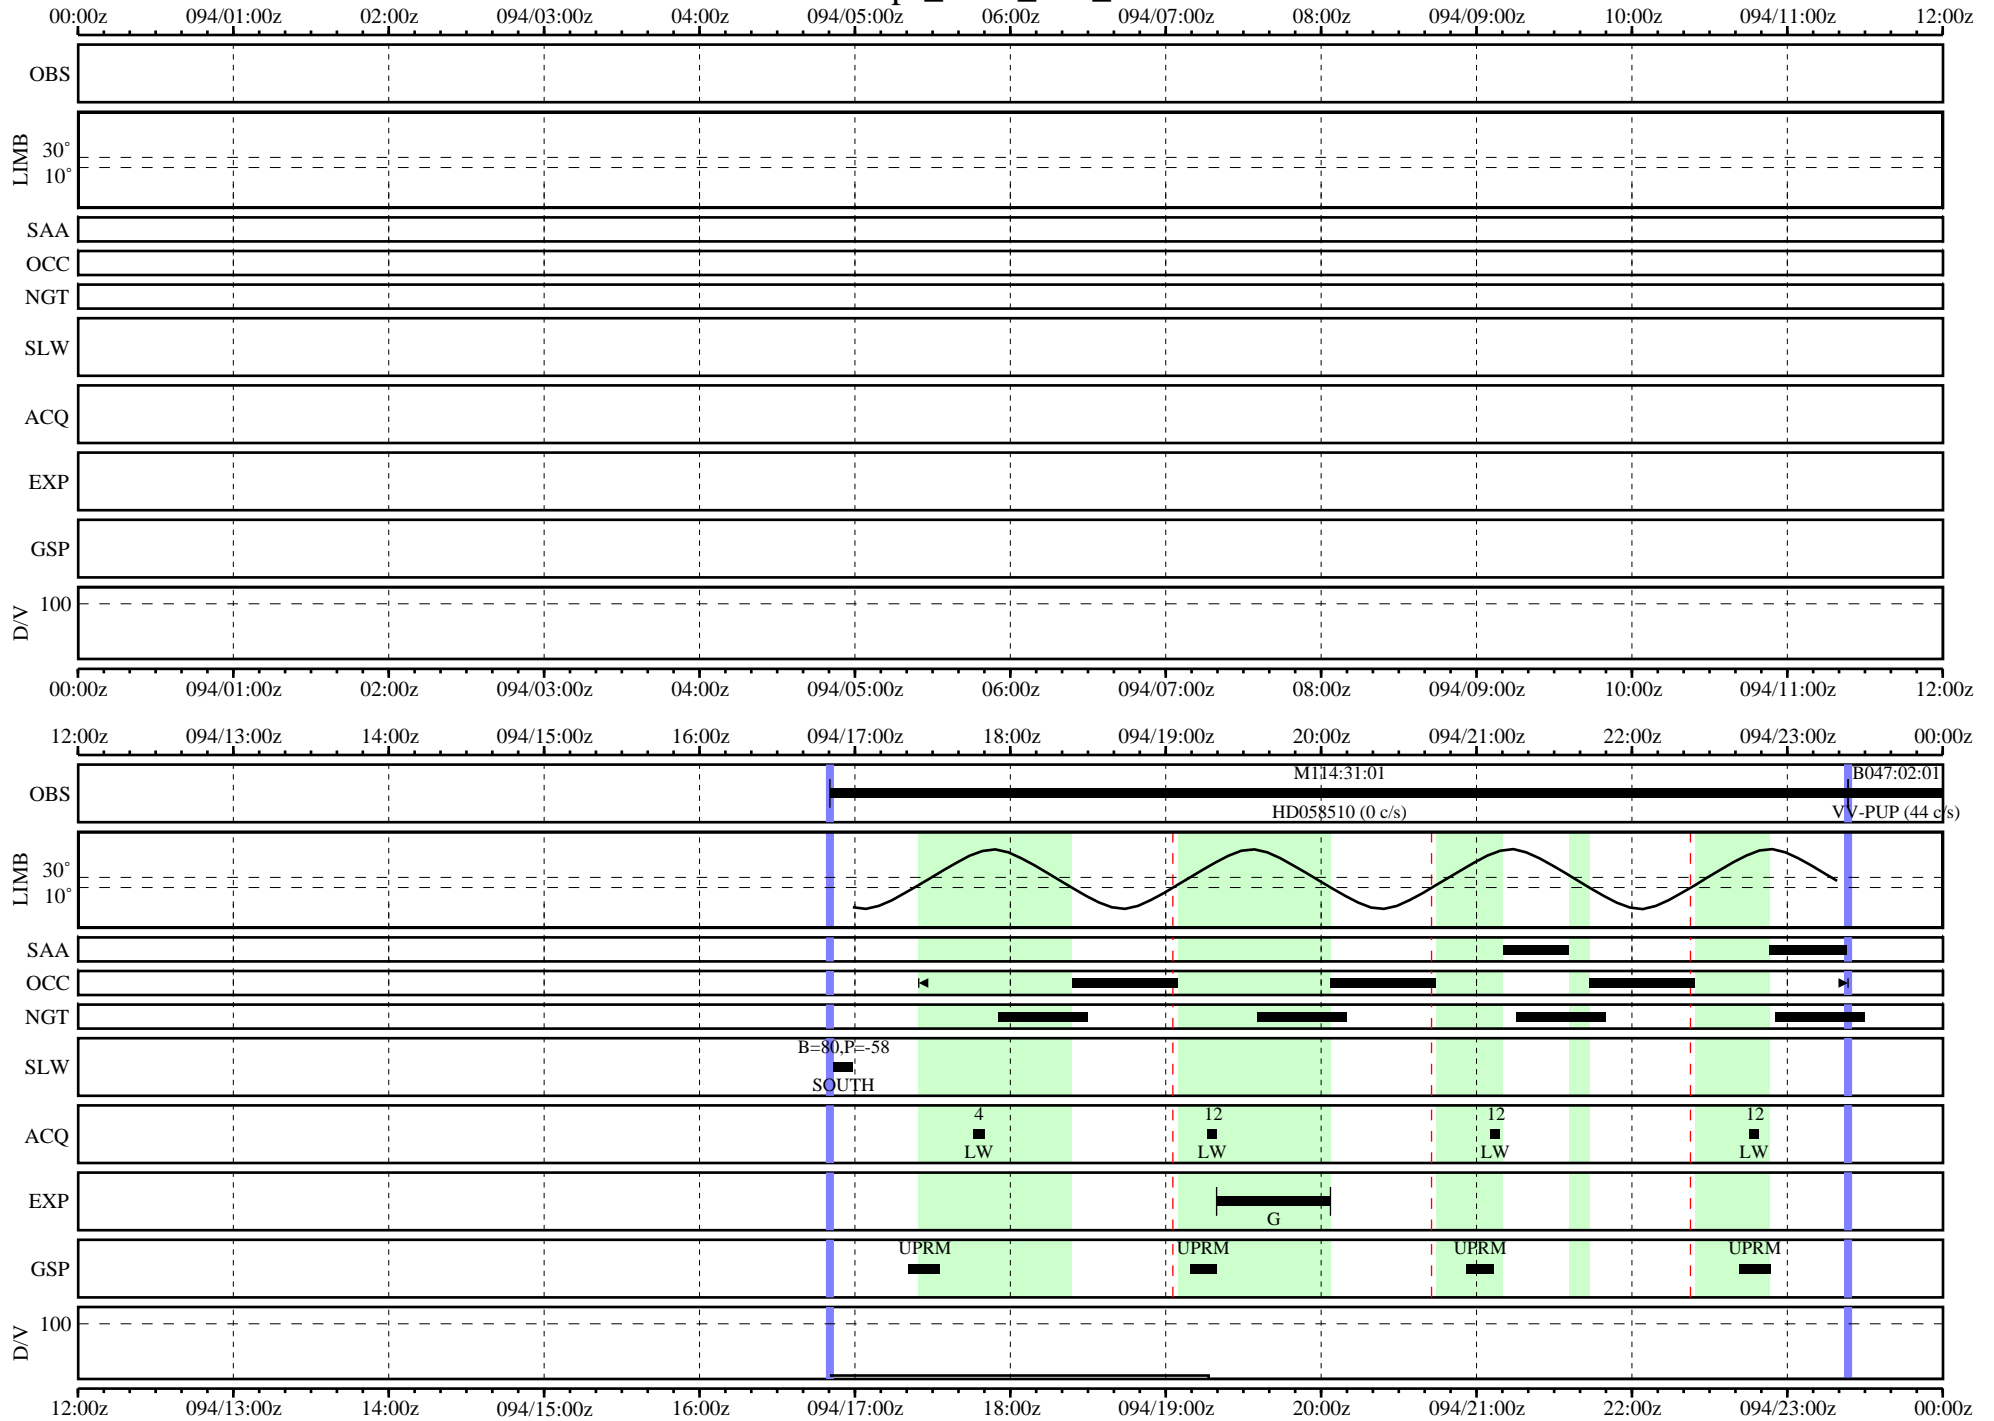 00:00z 094/01:00z 02:00z 094/03:00z 04:00z 094/05:00z 06:00z 094/07:00z 08:00z 094/09:00z 10:00z 094/11:00z 12:00z
OBS
LIMB 30°
10°
SAA
OCC
NGT
SLW
ACQ
EXP
GSP
D/V 100
00:00z 094/01:00z 02:00z 094/03:00z 04:00z 094/05:00z 06:00z 094/07:00z 08:00z 094/09:00z 10:00z 094/11:00z 12:00z
12:00z 094/13:00z 14:00z 094/15:00z 16:00z 094/17:00z 18:00z 094/19:00z 20:00z 094/21:00z 22:00z 094/23:00z 00:00z
M114:31:01 B047:02:01
OBS
HD058510 (0 c/s) VV-PUP (44 c/s)
LIMB 30°
10°
SAA
OCC
NGT
B=80,P=-58
SLW
SOUTH
4 12 12 12
ACQ
LW LW LW LW
EXP
G
UPRM UPRM UPRM UPRM
GSP
D/V 100
12:00z 094/13:00z 14:00z 094/15:00z 16:00z 094/17:00z 18:00z 094/19:00z 20:00z 094/21:00z 22:00z 094/23:00z 00:00z